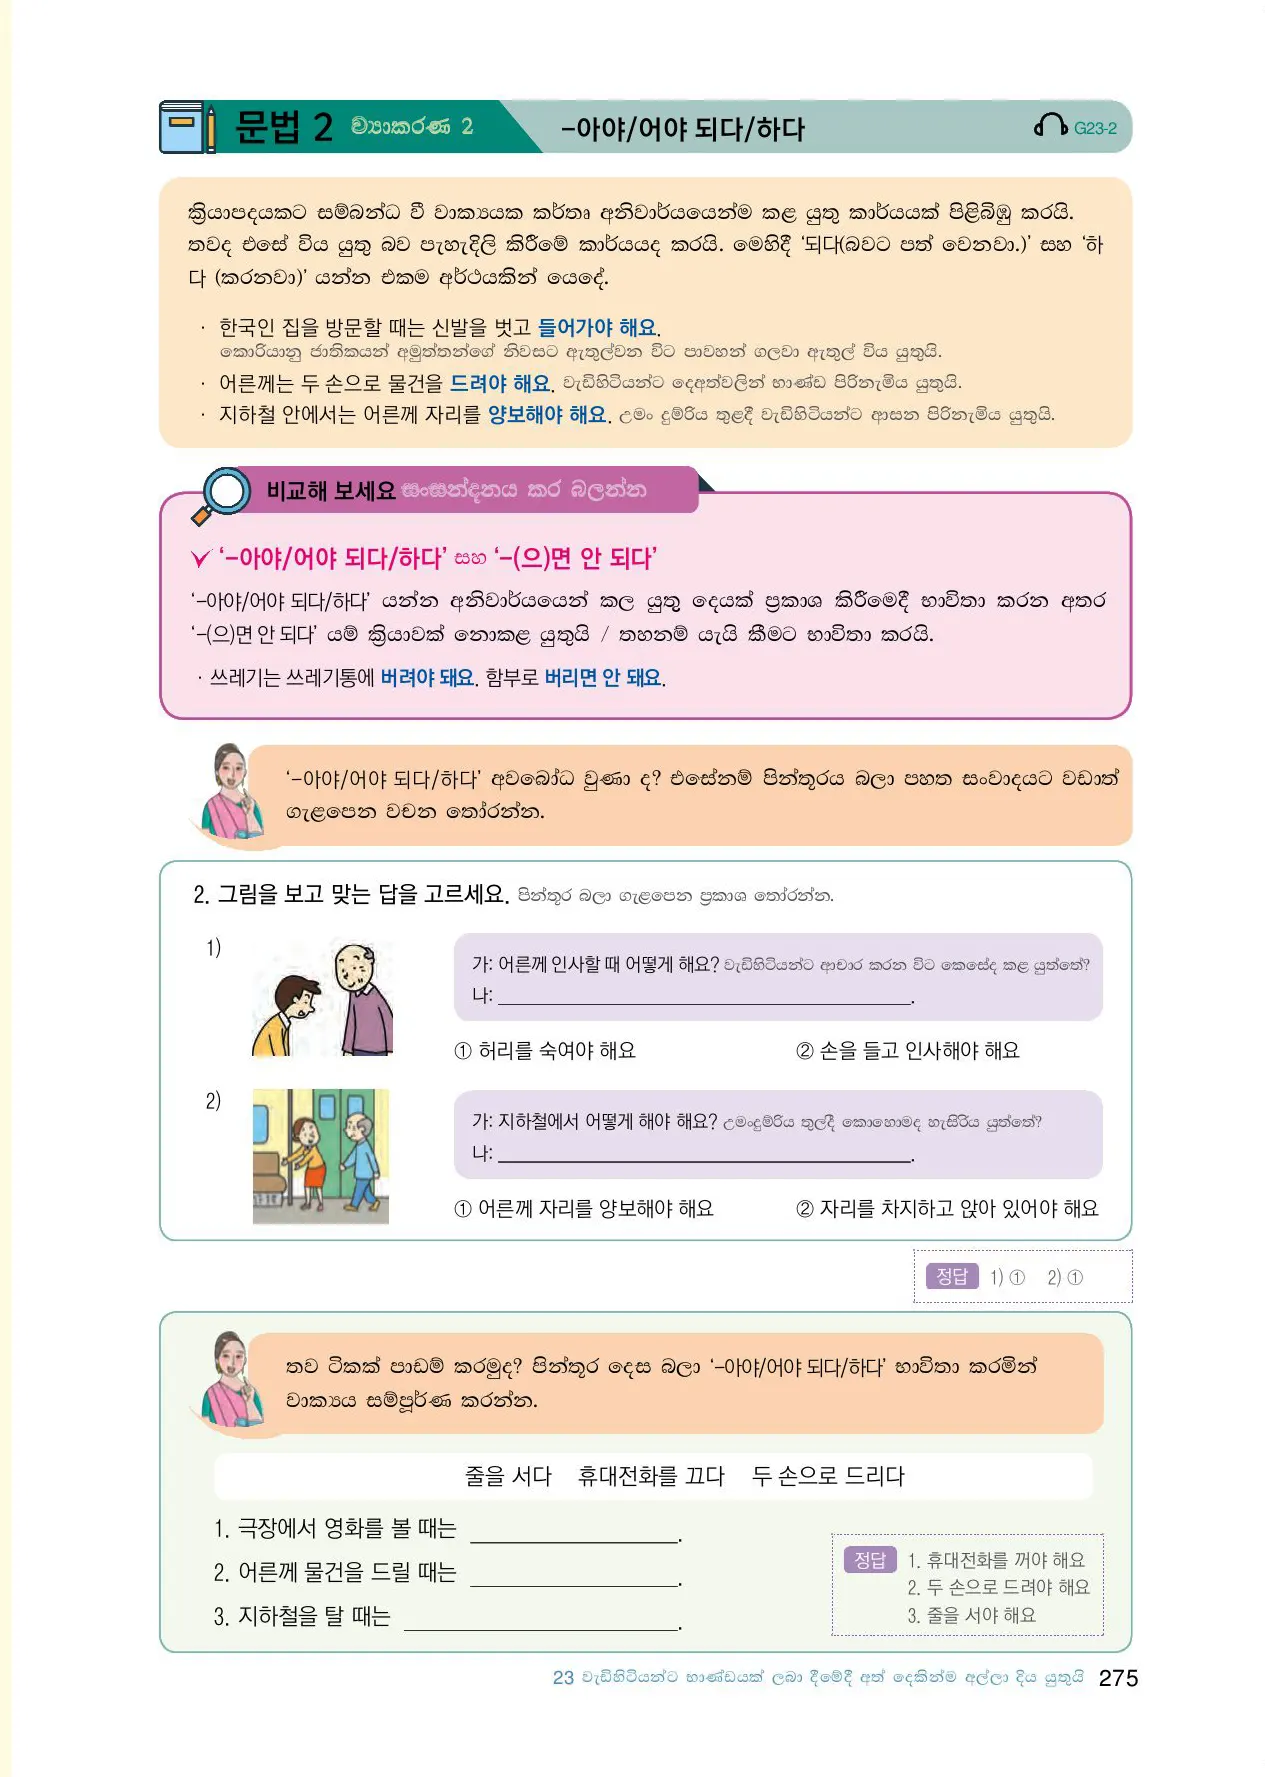 문법 2 ව්‍යාකරණ 2 -아야/어야 되다/하다 G23-2
ක්‍රියාපදයකට සම්බන්ධ වී වාක්‍යයක කර්තෘ අනිවාර්යයෙන්ම කළ යුතු කාර්යයක් පිළිබිඹු කරයි.
තවද එසේ විය යුතු බව පැහැදිලි කිරීමේ කාර්යයද කරයි. මෙහිදී ‘되다(බවට පත් වෙනවා.)’ සහ ‘하
다 (කරනවා)’ යන්න එකම අර්ථයකින් යෙදේ.
· 한국인 집을 방문할 때는 신발을 벗고 들어가야 해요.
කොරියානු ජාතිකයන් අමුත්තන්ගේ නිවසට ඇතුල්වන විට පාවහන් ගලවා ඇතුල් විය යුතුයි.
· 어른께는 두 손으로 물건을 드려야 해요. වැඩිහිටියන්ට දෙඅත්වලින් භාණ්ඩ පිරිනැමිය යුතුයි.
· 지하철 안에서는 어른께 자리를 양보해야 해요. උමං දුම්රිය තුළදී වැඩිහිටියන්ට ආසන පිරිනැමිය යුතුයි.
비교해 보세요 සංසන්දනය කර බලන්න
‘-아야/어야 되다/하다’ සහ ‘-(으)면 안 되다’
‘-아야/어야 되다/하다’ යන්න අනිවාර්යයෙන් කල යුතු දෙයක් ප්‍රකාශ කිරීමෙදී භාවිතා කරන අතර
‘-(으)면 안 되다’ යම් ක්‍රියාවක් නොකළ යුතුයි / තහනම් යැයි කීමට භාවිතා කරයි.
· 쓰레기는 쓰레기통에 버려야 돼요. 함부로 버리면 안 돼요.
‘-아야/어야 되다/하다’ අවබෝධ වුණා ද? එසේනම් පින්තූරය බලා පහත සංවාදයට වඩාත්
ගැළපෙන වචන තෝරන්න.
2. 그림을 보고 맞는 답을 고르세요. පින්තූර බලා ගැළපෙන ප්‍රකාශ තෝරන්න.
1)
가: 어른께 인사할 때 어떻게 해요? වැඩිහිටියන්ට ආචාර කරන විට කෙසේද කළ යුත්තේ?
나: .
① 허리를 숙여야 해요 ② 손을 들고 인사해야 해요
2)
가: 지하철에서 어떻게 해야 해요? උමංදුම්රිය තුලදී කොහොමද හැසිරිය යුත්තේ?
나: .
① 어른께 자리를 양보해야 해요 ② 자리를 차지하고 앉아 있어야 해요
정답 1) ① 2) ①
තව ටිකක් පාඩම් කරමුද? පින්තූර දෙස බලා ‘-아야/어야 되다/하다’ භාවිතා කරමින්
වාක්‍යය සම්පූර්ණ කරන්න.
줄을 서다 휴대전화를 끄다 두 손으로 드리다
1. 극장에서 영화를 볼 때는 .
2. 어른께 물건을 드릴 때는 .
3. 지하철을 탈 때는 .
정답 1. 휴대전화를 꺼야 해요
2. 두 손으로 드려야 해요
3. 줄을 서야 해요
23 වැඩිහිටියන්ට භාණ්ඩයක් ලබා දීමේදී අත් දෙකින්ම අල්ලා දිය යුතුයි 275